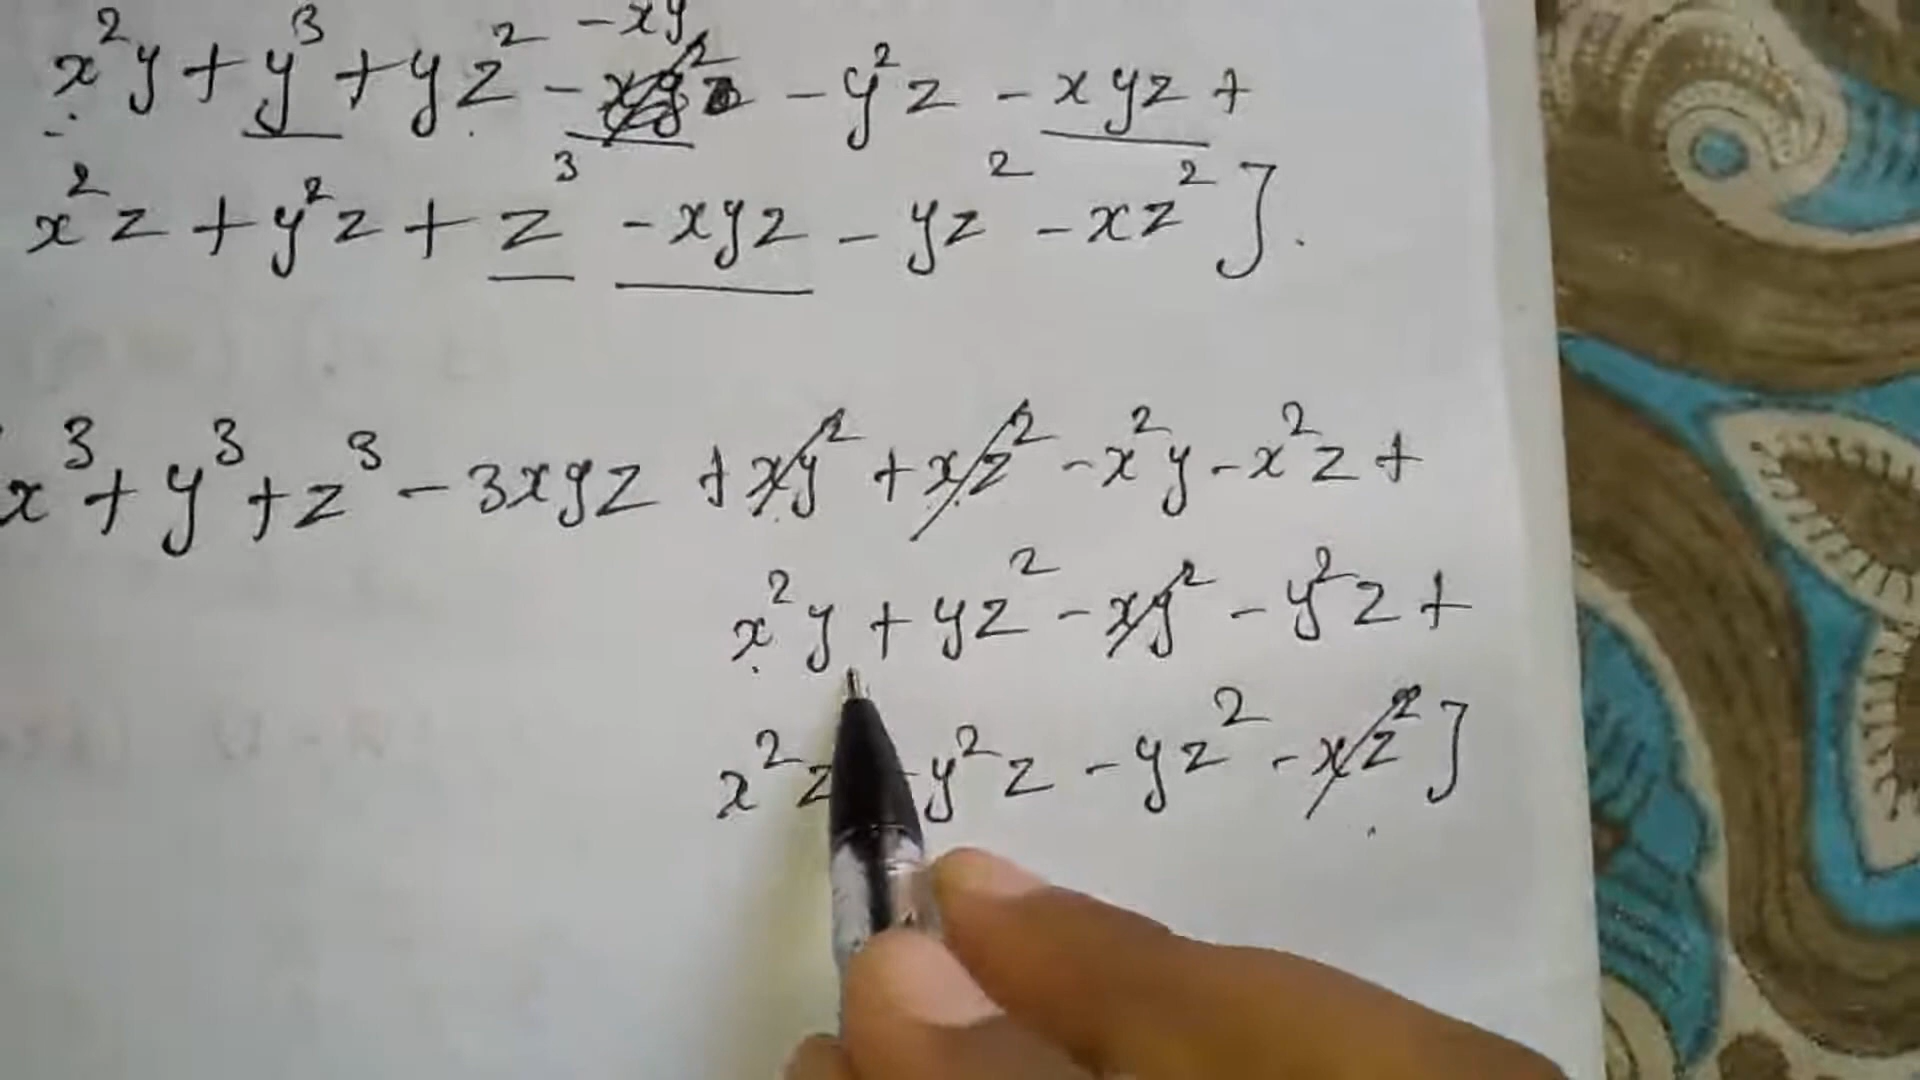 -xy
x²y + y³ + yz² - - y²z - xyz +
x²z + y²z + z³ - xyz - yz² - xz² ] .
x³ + y³ + z³ - 3xyz + xy² + xz² - x²y - x²z +
x²y + yz² - xy² - y²z +
x²z y²z - yz² - xz² ]